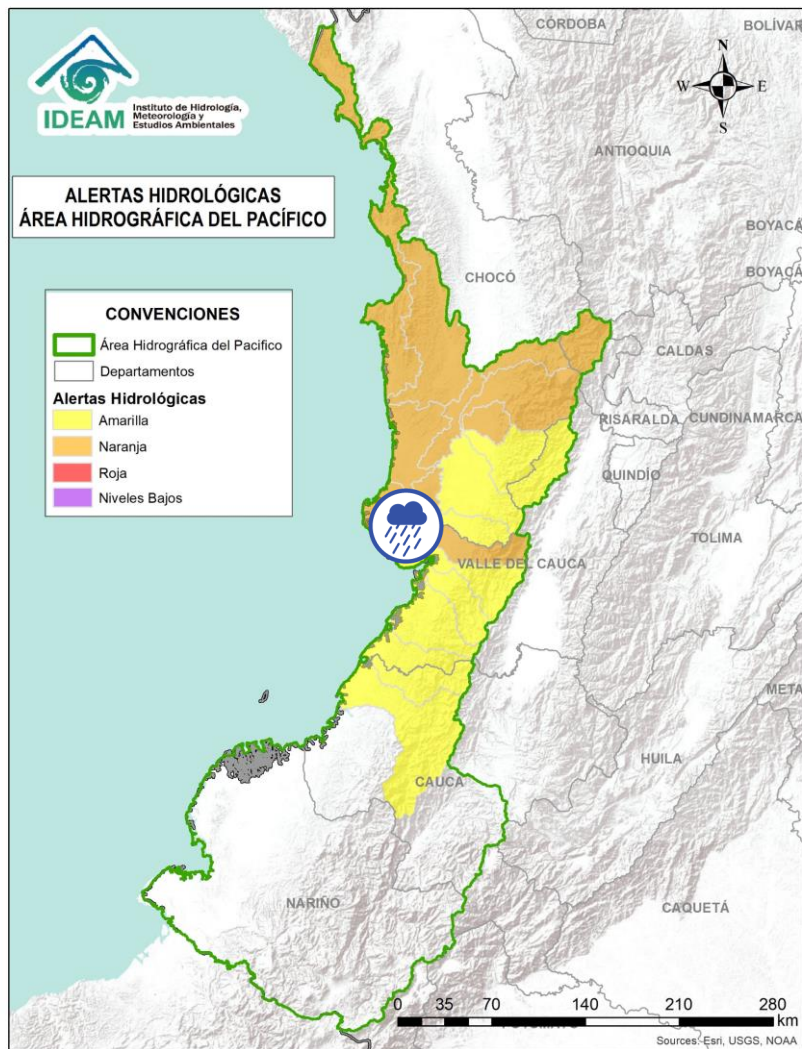 IDEAM
Instituto de Hidrología,
Meteorología y
Estudios Ambientales
ALERTAS HIDROLÓGICAS
ÁREA HIDROGRÁFICA DEL PACÍFICO
CONVENCIONES
Área Hidrográfica del Pacifico
Departamentos
Alertas Hidrológicas
Amarilla
Naranja
Roja
Niveles Bajos
N
W E
S
CÓRDOBA
BOLÍVAR
ANTIOQUIA
BOYACÁ
BOYACÁ
CHOCÓ
CALDAS
RISARALDA
CUNDINAMARCA
QUINDÍO
TOLIMA
VALLE DEL CAUCA
META
HUILA
CAUCA
NARIÑO
CAQUETÁ
0 35 70 140 210 280
km
Sources: Esri, USGS, NOAA